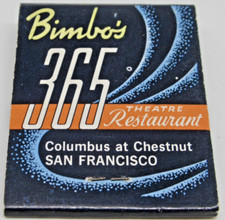 Bimbo's
365
THEATRE
Restaurant
Columbus at Chestnut
SAN FRANCISCO